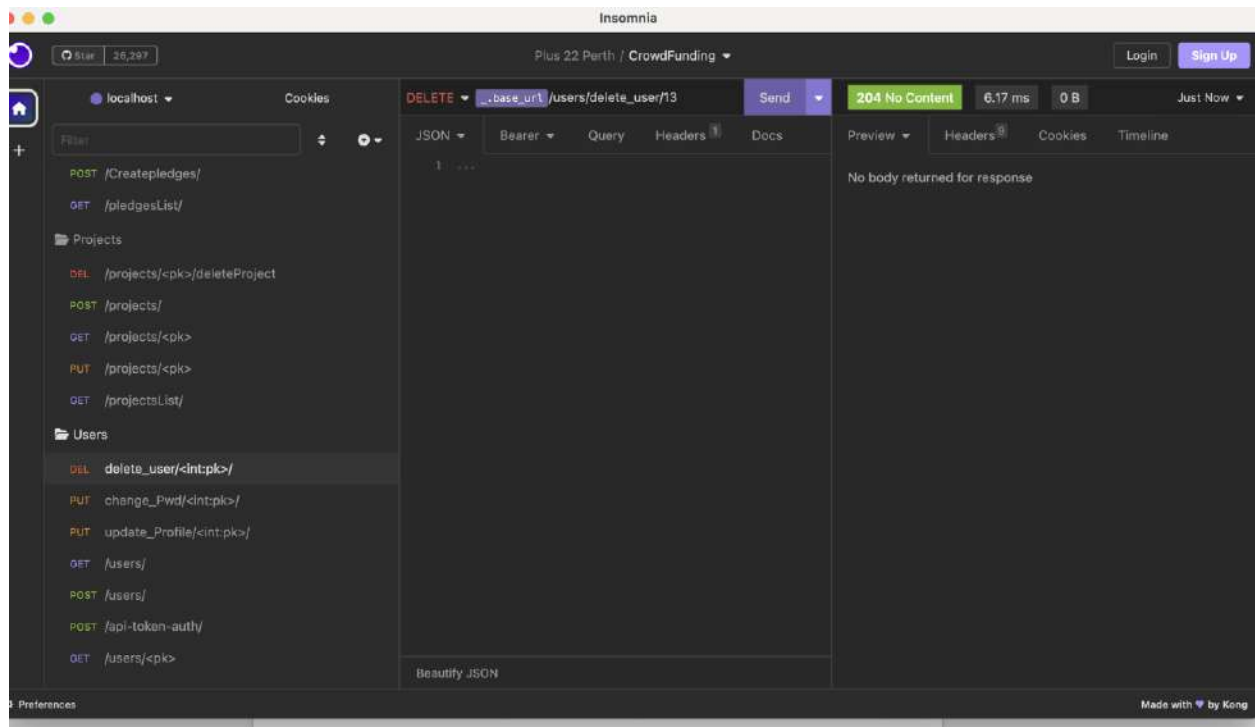 Insomnia
Star 26,297
Plus 22 Perth / CrowdFunding
Login
Sign Up
localhost
Cookies
Filter
POST /Createpledges/
GET /pledgesList/
Projects
DEL /projects/<pk>/deleteProject
POST /projects/
GET /projects/<pk>
PUT /projects/<pk>
GET /projectsList/
Users
DEL delete_user/<int:pk>/
PUT change_Pwd/<int:pk>/
PUT update_Profile/<int:pk>/
GET /users/
POST /users/
POST /api-token-auth/
GET /users/<pk>
DELETE _.base_url /users/delete_user/13
Send
JSON Bearer Query Headers 1 Docs
1 ...
Beautify JSON
204 No Content 6.17 ms 0 B Just Now
Preview Headers 9 Cookies Timeline
No body returned for response
Preferences
Made with 💜 by Kong